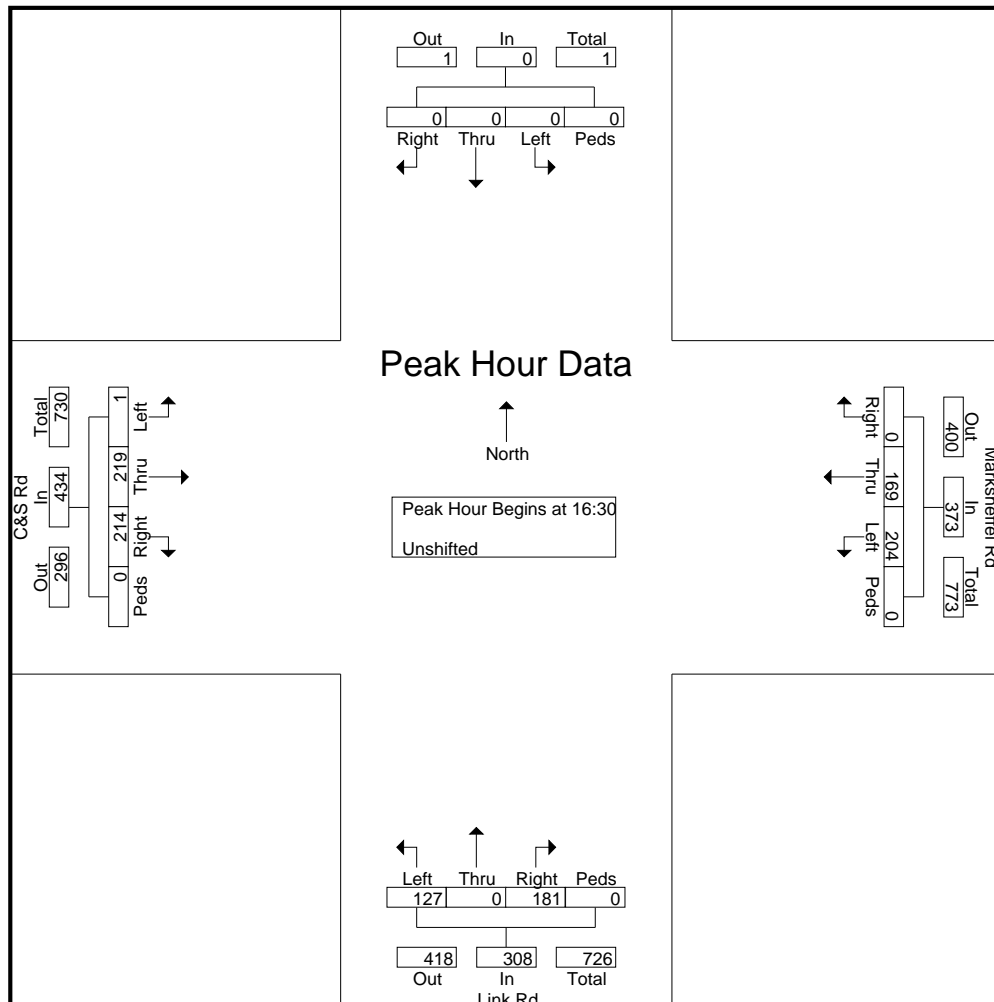 Out In Total
1 0 1
0 0 0 0
Right Thru Left Peds
Peak Hour Data
North
Peak Hour Begins at 16:30
Unshifted
C&S Rd
Out In Total
296 434 730
0 214 219 1
Peds Right Thru Left
Out In Total
400 373 773
0 169 204 0
Right Thru Left Peds
Left Thru Right Peds
127 0 181 0
418 308 726
Out In Total
Link Rd